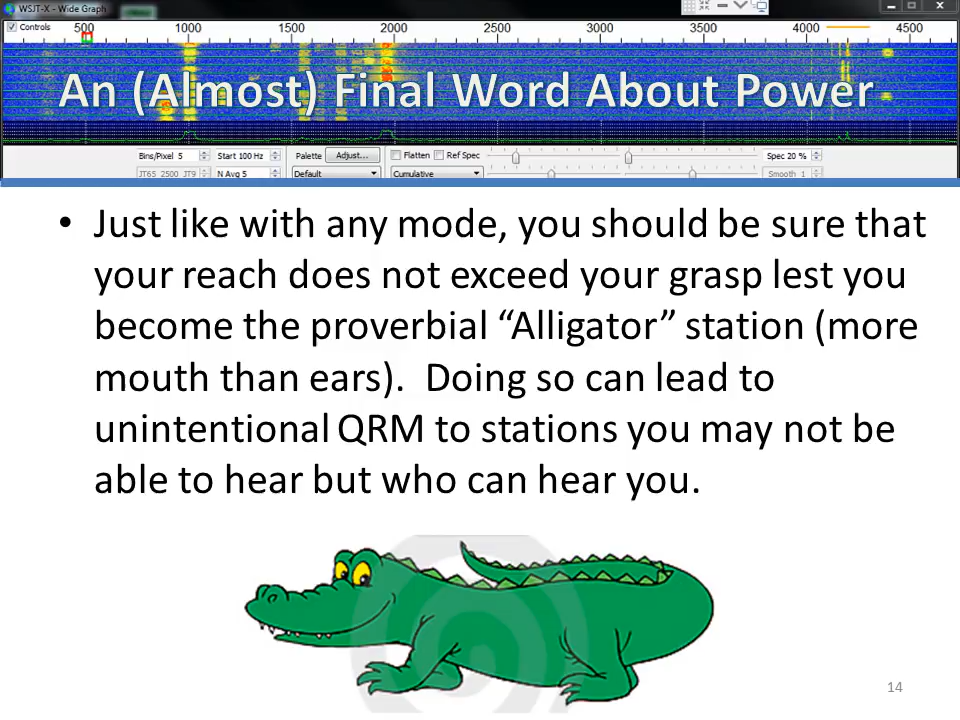 WSJT-X - Wide Graph
Controls 500 1000 1500 2000 2500 3000 3500 4000 4500
An (Almost) Final Word About Power
Bins/Pixel 5 Start 100 Hz Palette Adjust... Flatten Ref Spec Spec 20 %
JT65 2500 JT9 N Avg 5 Default Cumulative Smooth 1
• Just like with any mode, you should be sure that
your reach does not exceed your grasp lest you
become the proverbial “Alligator” station (more
mouth than ears).  Doing so can lead to
unintentional QRM to stations you may not be
able to hear but who can hear you.
14